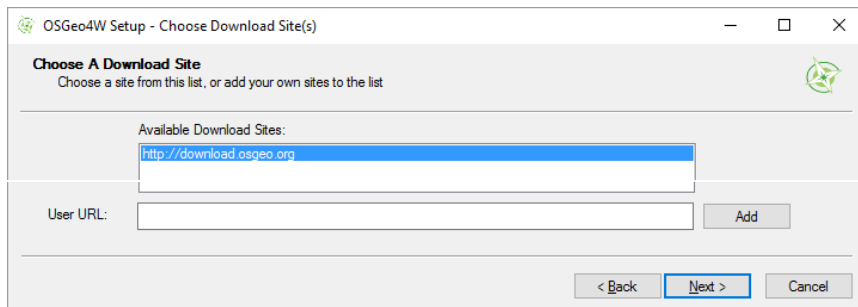 OSGeo4W Setup - Choose Download Site(s)
Choose A Download Site
Choose a site from this list, or add your own sites to the list
Available Download Sites:
http://download.osgeo.org
User URL:
Add
< Back
Next >
Cancel